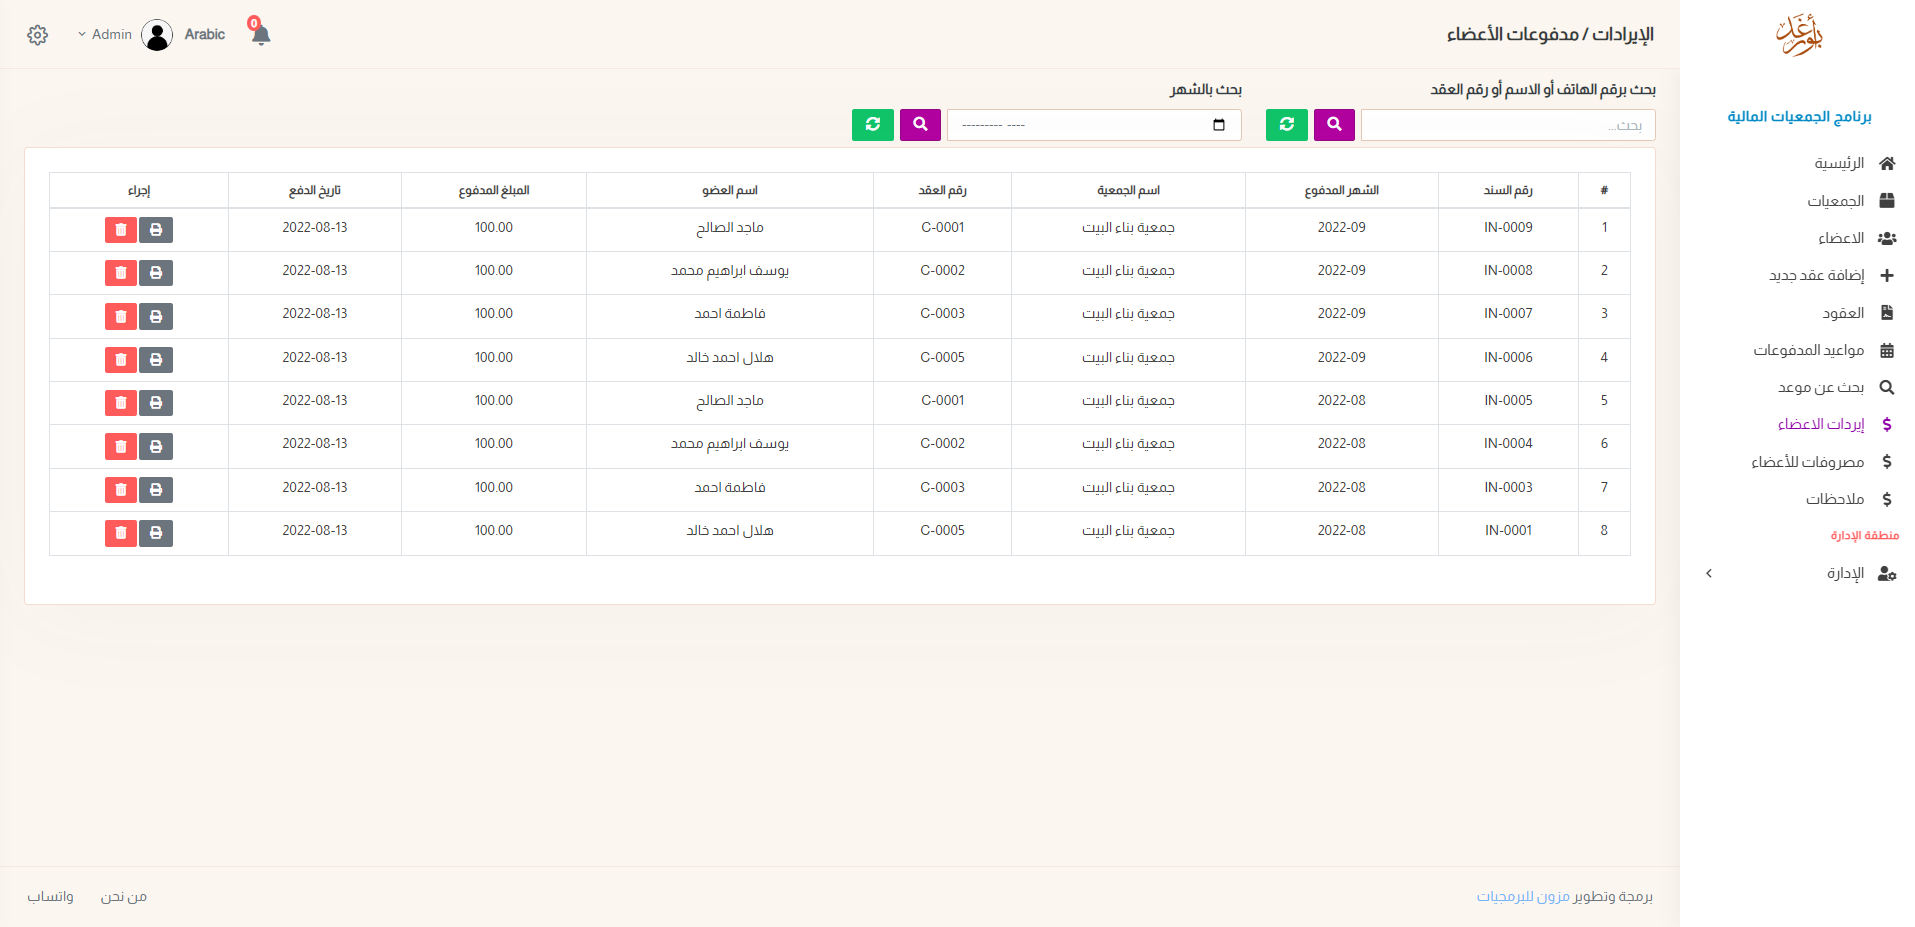 بأورغد
الإيرادات / مدفوعات الأعضاء
0
Arabic
Admin
برنامج الجمعيات المالية
الرئيسية
الجمعيات
الاعضاء
إضافة عقد جديد
العقود
مواعيد المدفوعات
بحث عن موعد
إيردات الاعضاء
مصروفات للأعضاء
ملاحظات
منطقة الإدارة
الإدارة
بحث برقم الهاتف أو الاسم أو رقم العقد
بحث بالشهر
بحث...
--------- ----
# رقم السند الشهر المدفوع اسم الجمعية رقم العقد اسم العضو المبلغ المدفوع تاريخ الدفع إجراء
1 IN-0009 2022-09 جمعية بناء البيت C-0001 ماجد الصالح 100.00 2022-08-13
2 IN-0008 2022-09 جمعية بناء البيت C-0002 يوسف ابراهيم محمد 100.00 2022-08-13
3 IN-0007 2022-09 جمعية بناء البيت C-0003 فاطمة احمد 100.00 2022-08-13
4 IN-0006 2022-09 جمعية بناء البيت C-0005 هلال احمد خالد 100.00 2022-08-13
5 IN-0005 2022-08 جمعية بناء البيت C-0001 ماجد الصالح 100.00 2022-08-13
6 IN-0004 2022-08 جمعية بناء البيت C-0002 يوسف ابراهيم محمد 100.00 2022-08-13
7 IN-0003 2022-08 جمعية بناء البيت C-0003 فاطمة احمد 100.00 2022-08-13
8 IN-0001 2022-08 جمعية بناء البيت C-0005 هلال احمد خالد 100.00 2022-08-13
برمجة وتطوير مزون للبرمجيات
من نحن
واتساب